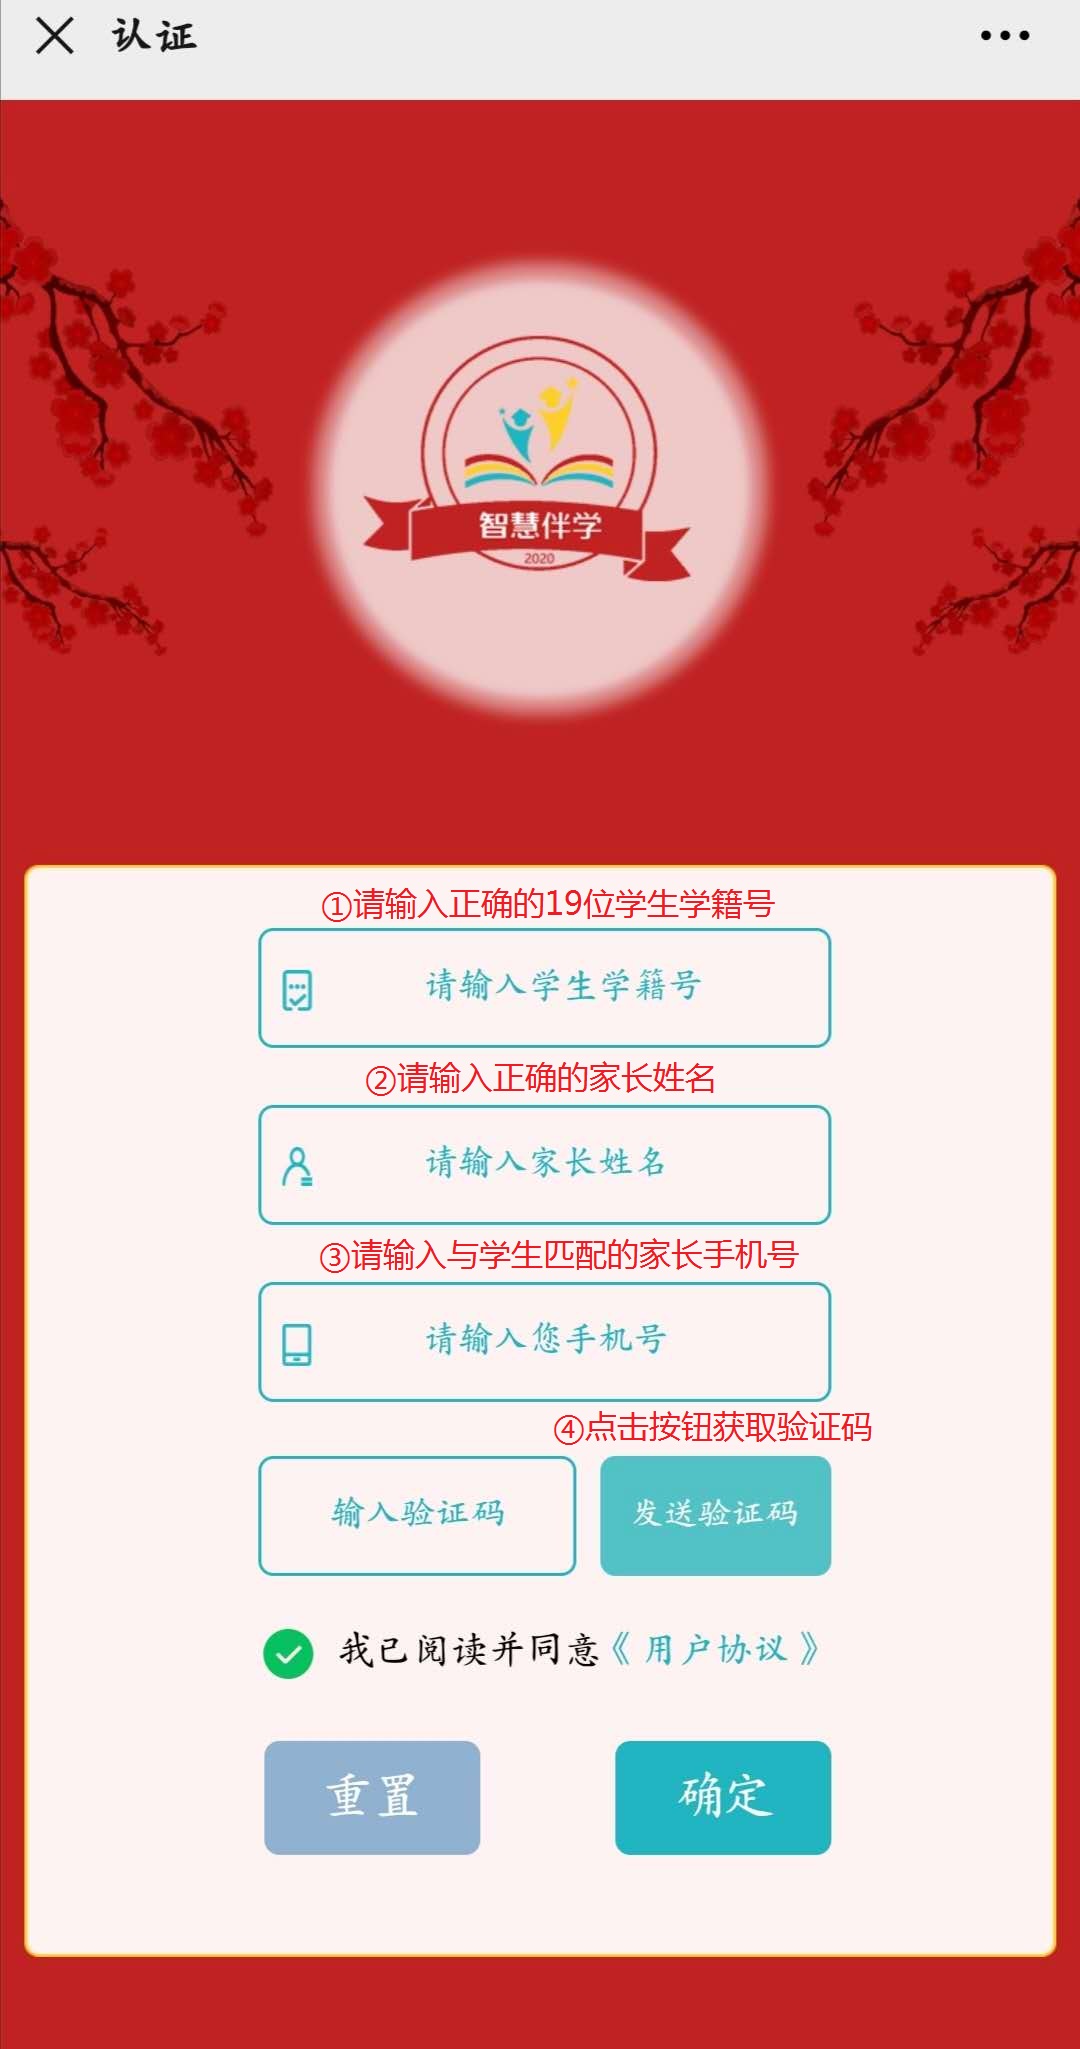 认证
智慧伴学
2020
①请输入正确的19位学生学籍号
请输入学生学籍号
②请输入正确的家长姓名
请输入家长姓名
③请输入与学生匹配的家长手机号
请输入您手机号
④点击按钮获取验证码
输入验证码 发送验证码
我已阅读并同意《用户协议》
重置 确定